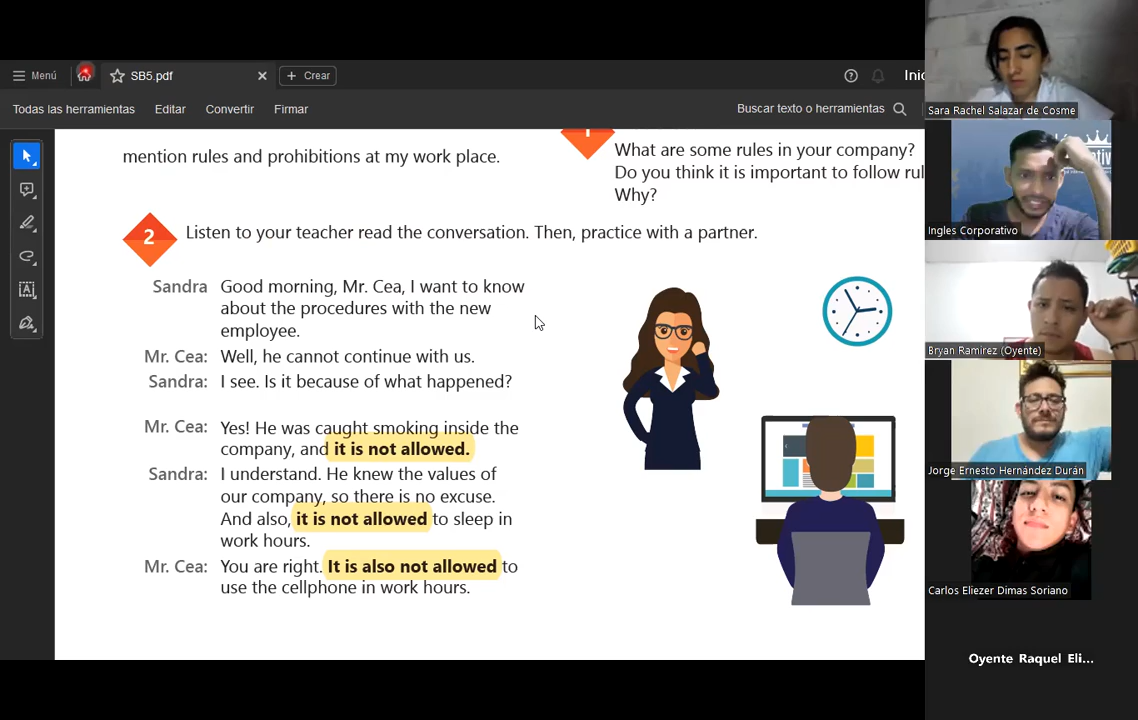 Menú
SB5.pdf
Crear
Inic
Todas las herramientas
Editar
Convertir
Firmar
Buscar texto o herramientas
mention rules and prohibitions at my work place.
1
What are some rules in your company?
Do you think it is important to follow rul
Why?
2
Listen to your teacher read the conversation. Then, practice with a partner.
Sandra Good morning, Mr. Cea, I want to know
about the procedures with the new
employee.
Mr. Cea: Well, he cannot continue with us.
Sandra: I see. Is it because of what happened?
Mr. Cea: Yes! He was caught smoking inside the
company, and it is not allowed.
Sandra: I understand. He knew the values of
our company, so there is no excuse.
And also, it is not allowed to sleep in
work hours.
Mr. Cea: You are right. It is also not allowed to
use the cellphone in work hours.
Sara Rachel Salazar de Cosme
Ingles Corporativo
Bryan Ramirez (Oyente)
Jorge Ernesto Hernández Durán
Carlos Eliezer Dimas Soriano
Oyente Raquel Eli...